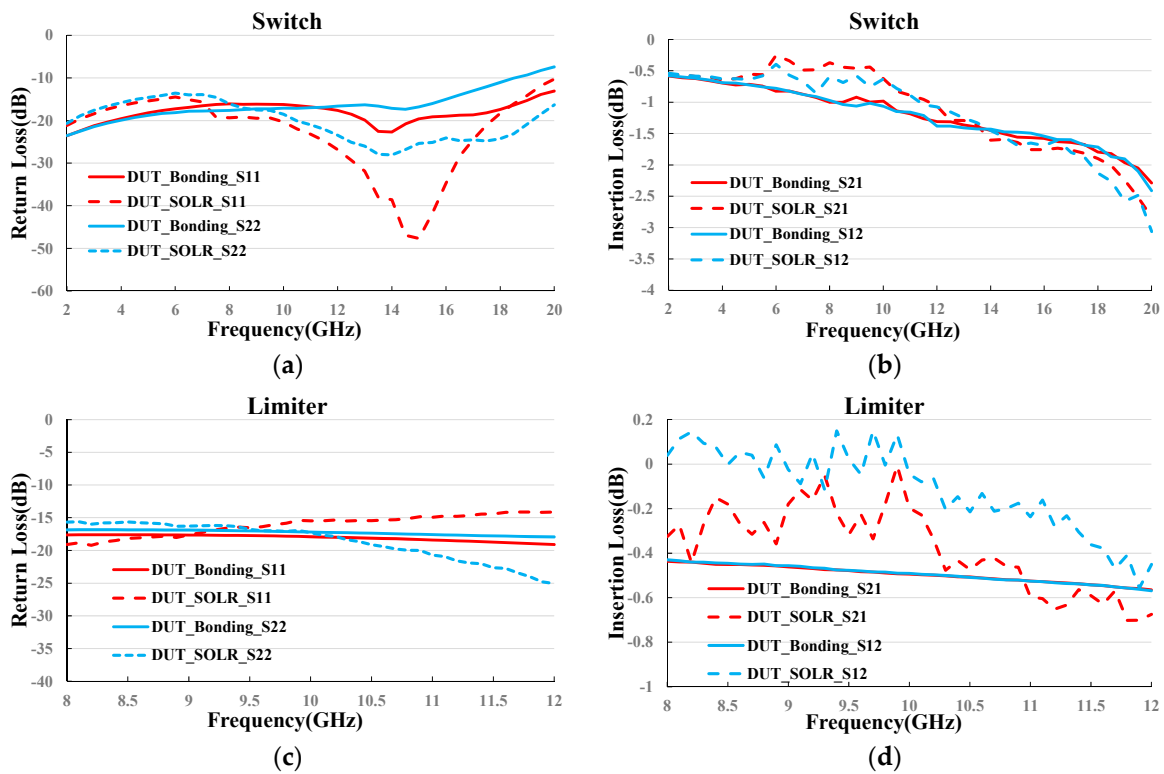 Switch
0
-10
-20
-30
-40
-50
-60
Return Loss(dB)
DUT_Bonding_S11
DUT_SOLR_S11
DUT_Bonding_S22
DUT_SOLR_S22
2 4 6 8 10 12 14 16 18 20
Frequency(GHz)
(a)
Switch
0
-0.5
-1
-1.5
-2
-2.5
-3
-3.5
-4
Insertion Loss(dB)
DUT_Bonding_S21
DUT_SOLR_S21
DUT_Bonding_S12
DUT_SOLR_S12
2 4 6 8 10 12 14 16 18 20
Frequency(GHz)
(b)
Limiter
0
-5
-10
-15
-20
-25
-30
-35
-40
Return Loss(dB)
DUT_Bonding_S11
DUT_SOLR_S11
DUT_Bonding_S22
DUT_SOLR_S22
8 8.5 9 9.5 10 10.5 11 11.5 12
Frequency(GHz)
(c)
Limiter
0.2
0
-0.2
-0.4
-0.6
-0.8
-1
Insertion Loss(dB)
DUT_Bonding_S21
DUT_SOLR_S21
DUT_Bonding_S12
DUT_SOLR_S12
8 8.5 9 9.5 10 10.5 11 11.5 12
Frequency(GHz)
(d)